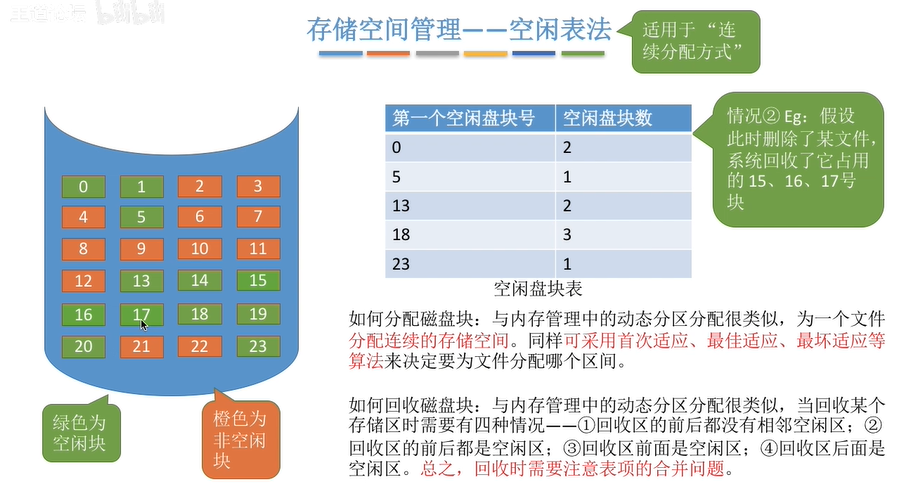 bilibili
存储空间管理——空闲表法
适用于“连
续分配方式”
第一个空闲盘块号 空闲盘块数
0 2
5 1
13 2
18 3
23 1
空闲盘块表
情况② Eg：假设
此时删除了某文件，
系统回收了它占用
的 15、16、17号
块
0 1 2 3
4 5 6 7
8 9 10 11
12 13 14 15
16 17 18 19
20 21 22 23
绿色为
空闲块
橙色为
非空闲
块
如何分配磁盘块：与内存管理中的动态分区分配很类似，为一个文件
分配连续的存储空间。同样可采用首次适应、最佳适应、最坏适应等
算法来决定要为文件分配哪个区间。
如何回收磁盘块：与内存管理中的动态分区分配很类似，当回收某个
存储区时需要有四种情况——①回收区的前后都没有相邻空闲区；②
回收区的前后都是空闲区；③回收区前面是空闲区；④回收区后面是
空闲区。总之，回收时需要注意表项的合并问题。